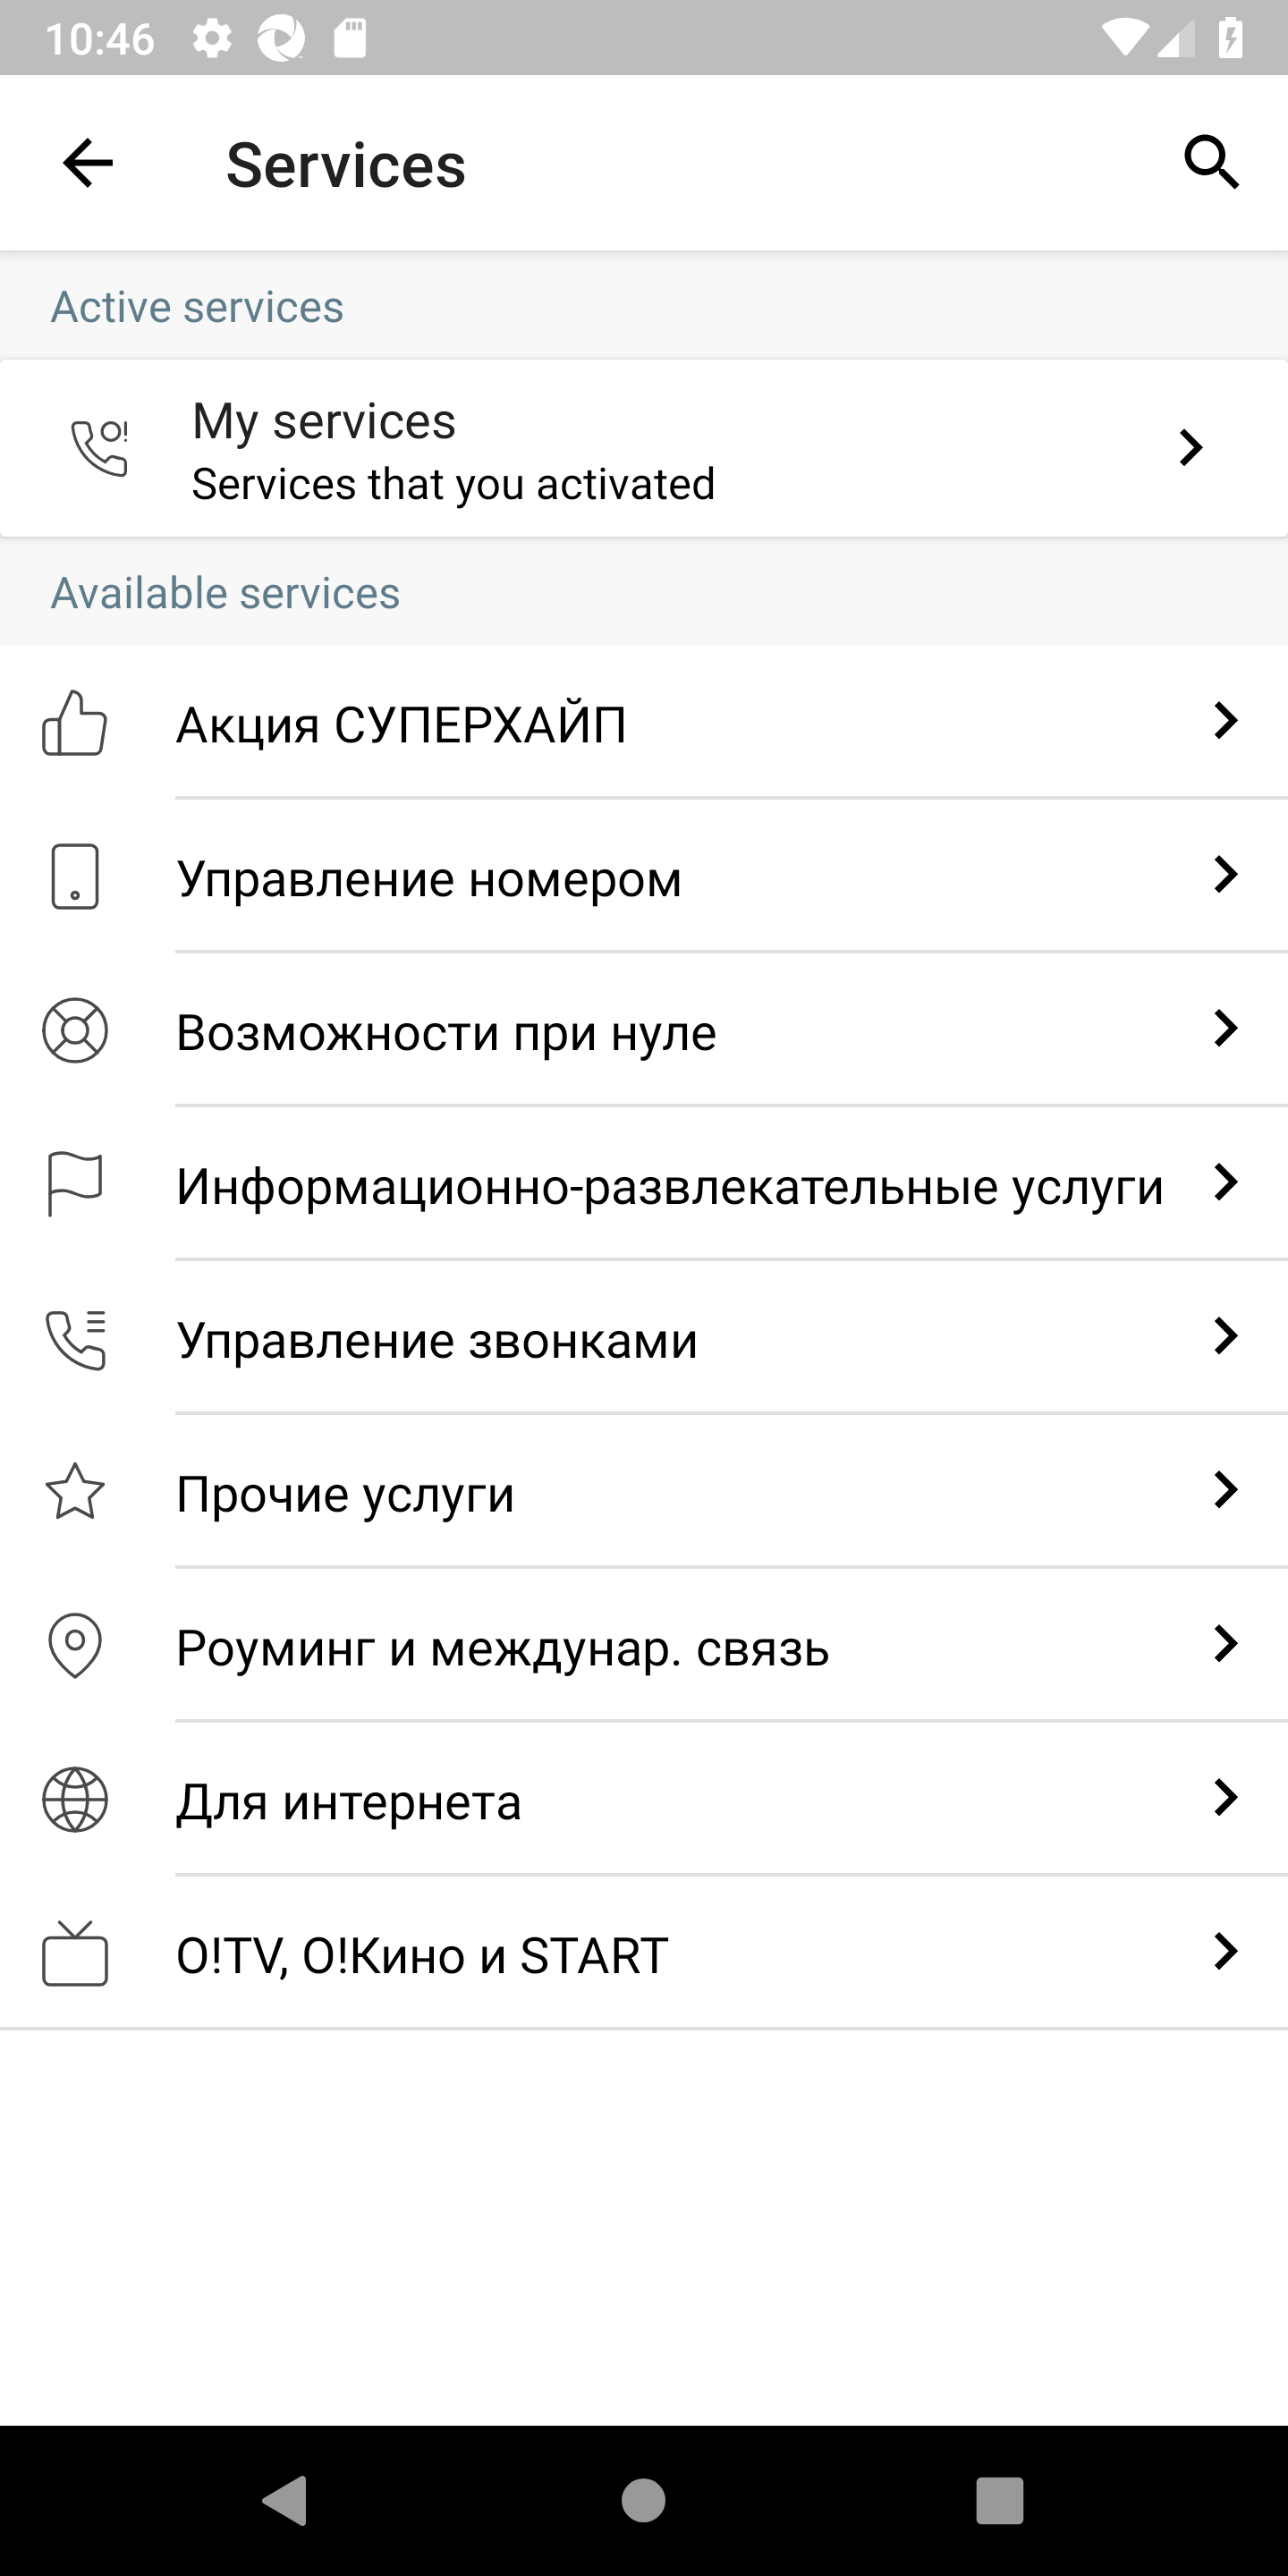 10:46
Services
Active services
My services
Services that you activated
Available services
Акция СУПЕРХАЙП
Управление номером
Возможности при нуле
Информационно-развлекательные услуги
Управление звонками
Прочие услуги
Роуминг и междунар. связь
Для интернета
O!TV, О!Кино и START